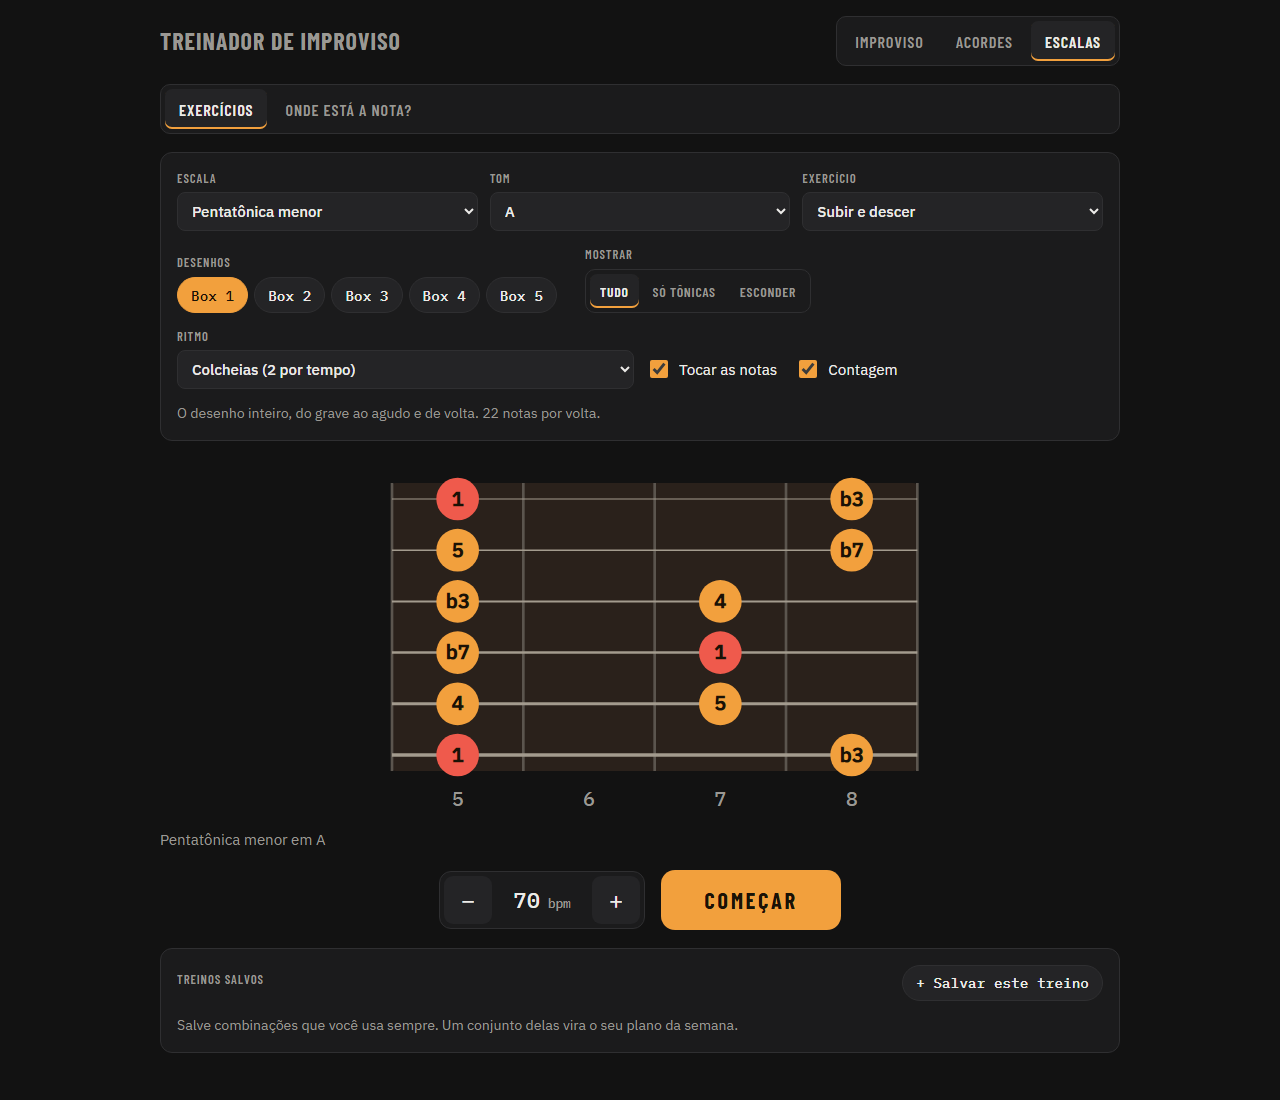 TREINADOR DE IMPROVISO
IMPROVISO ACORDES ESCALAS
EXERCÍCIOS ONDE ESTÁ A NOTA?
ESCALA TOM EXERCÍCIO
Pentatônica menor A Subir e descer
DESENHOS MOSTRAR
Box 1 Box 2 Box 3 Box 4 Box 5 TUDO SÓ TÔNICAS ESCONDER
RITMO
Colcheias (2 por tempo) Tocar as notas Contagem
O desenho inteiro, do grave ao agudo e de volta. 22 notas por volta.
1 b3
5 b7
b3 4
b7 1
4 5
1 b3
5 6 7 8
Pentatônica menor em A
− 70 bpm + COMEÇAR
TREINOS SALVOS + Salvar este treino
Salve combinações que você usa sempre. Um conjunto delas vira o seu plano da semana.